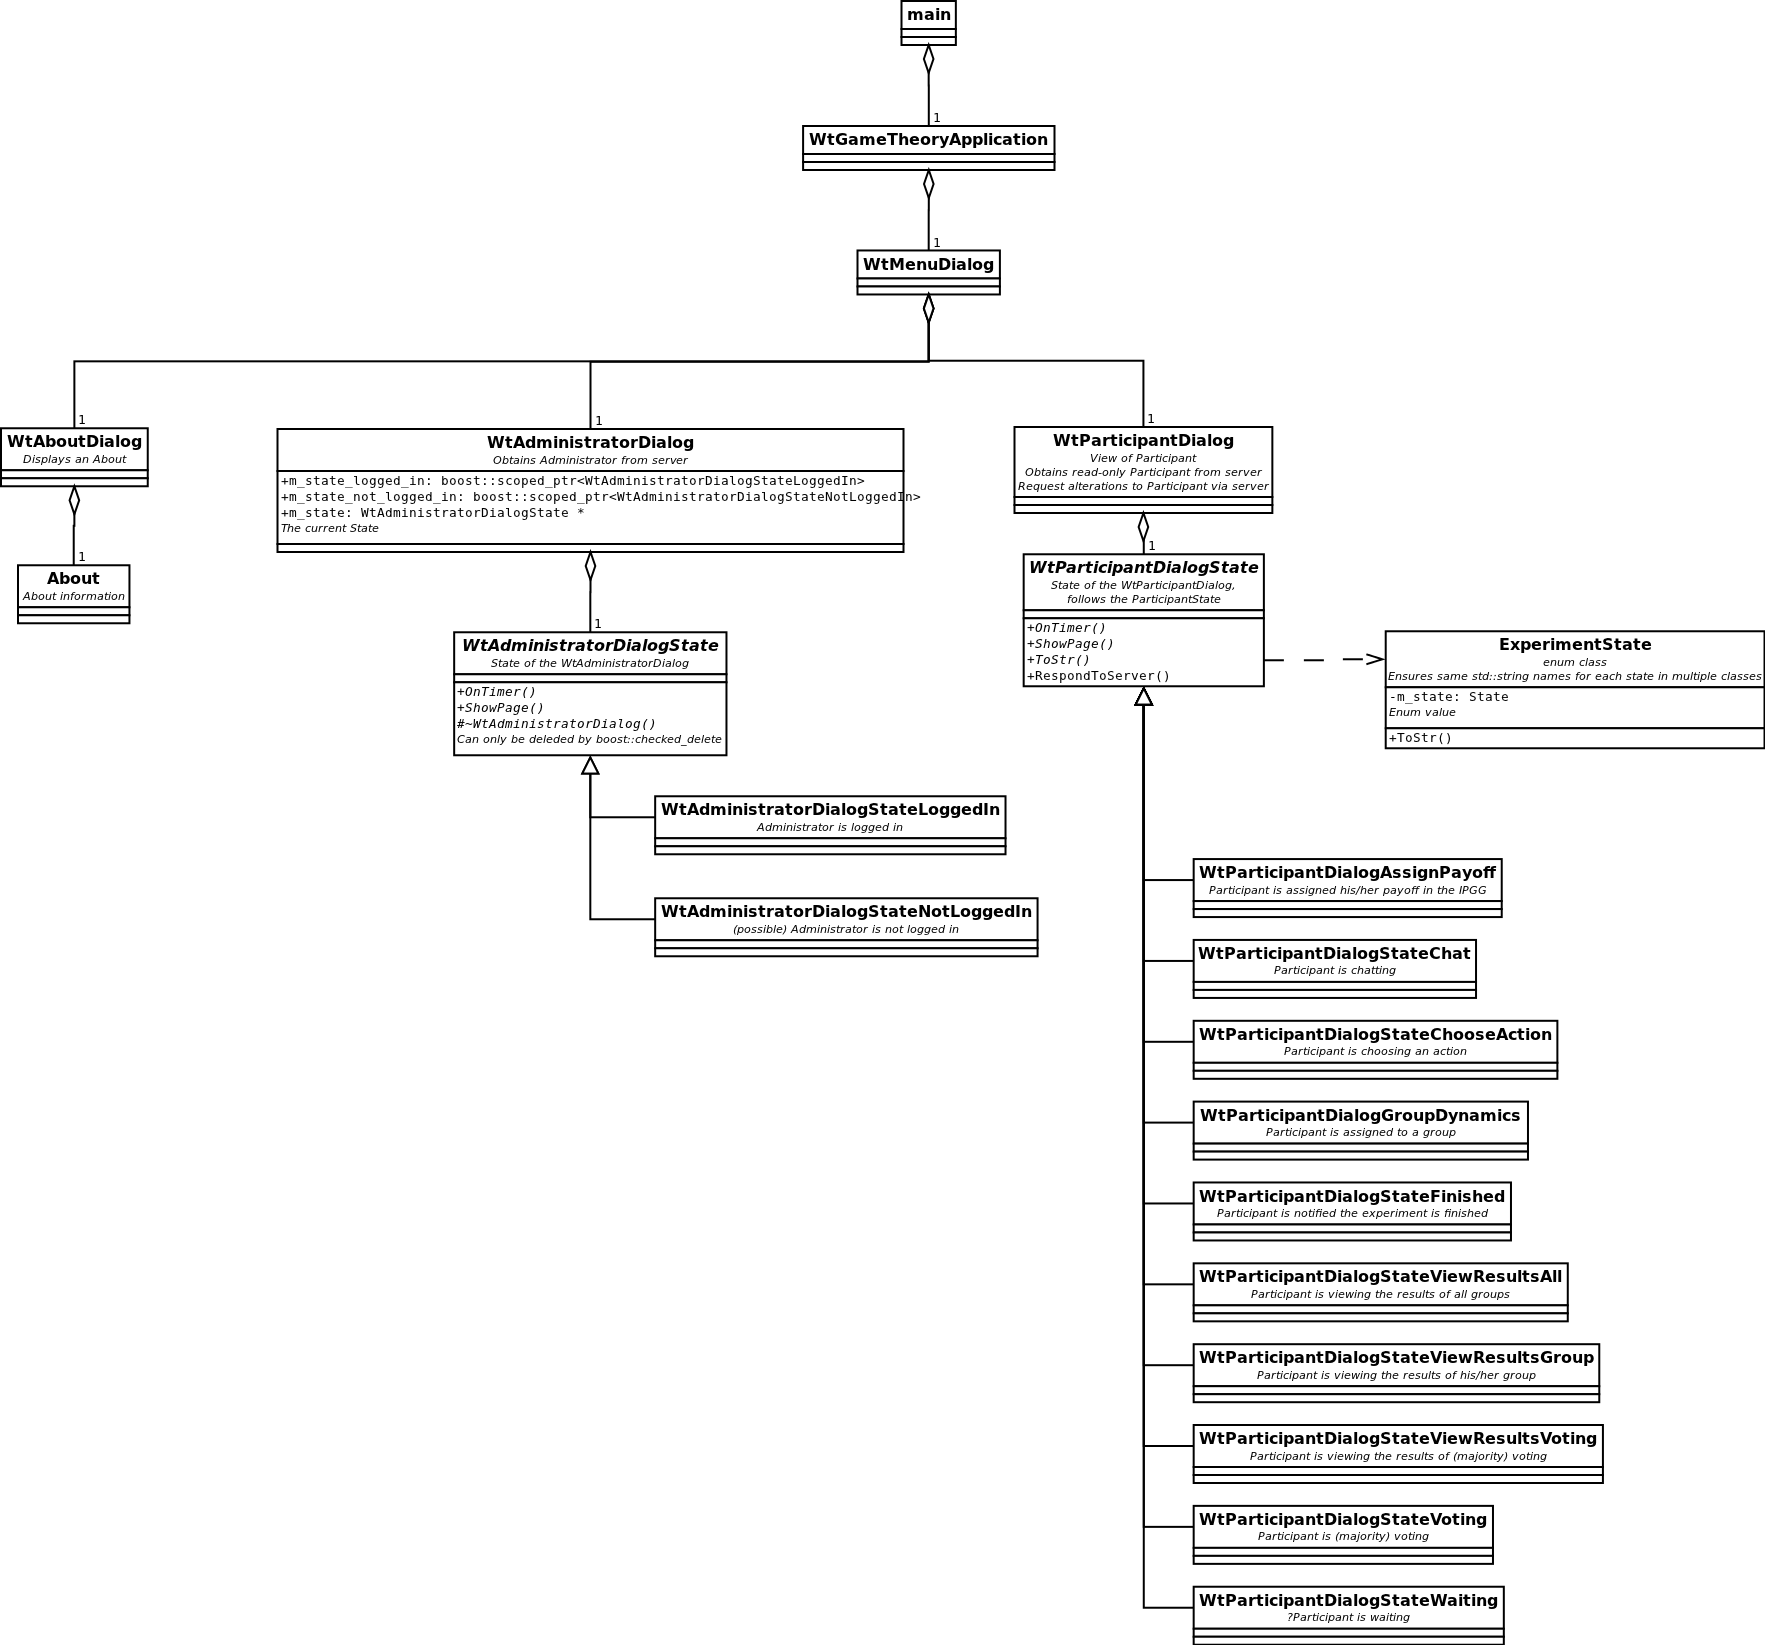 main
1
WtGameTheoryApplication
1
WtMenuDialog
1
WtAboutDialog
Displays an About
1
About
About information
1
WtAdministratorDialog
Obtains Administrator from server
+m_state_logged_in: boost::scoped_ptr<WtAdministratorDialogStateLoggedIn>
+m_state_not_logged_in: boost::scoped_ptr<WtAdministratorDialogStateNotLoggedIn>
+m_state: WtAdministratorDialogState *
The current State
1
WtAdministratorDialogState
State of the WtAdministratorDialog
+OnTimer()
+ShowPage()
#~WtAdministratorDialog()
Can only be deleded by boost::checked_delete
WtAdministratorDialogStateLoggedIn
Administrator is logged in
WtAdministratorDialogStateNotLoggedIn
(possible) Administrator is not logged in
1
WtParticipantDialog
View of Participant
Obtains read-only Participant from server
Request alterations to Participant via server
1
WtParticipantDialogState
State of the WtParticipantDialog,
follows the ParticipantState
+OnTimer()
+ShowPage()
+ToStr()
+RespondToServer()
ExperimentState
enum class
Ensures same std::string names for each state in multiple classes
-m_state: State
Enum value
+ToStr()
WtParticipantDialogAssignPayoff
Participant is assigned his/her payoff in the IPGG
WtParticipantDialogStateChat
Participant is chatting
WtParticipantDialogStateChooseAction
Participant is choosing an action
WtParticipantDialogGroupDynamics
Participant is assigned to a group
WtParticipantDialogStateFinished
Participant is notified the experiment is finished
WtParticipantDialogStateViewResultsAll
Participant is viewing the results of all groups
WtParticipantDialogStateViewResultsGroup
Participant is viewing the results of his/her group
WtParticipantDialogStateViewResultsVoting
Participant is viewing the results of (majority) voting
WtParticipantDialogStateVoting
Participant is (majority) voting
WtParticipantDialogStateWaiting
?Participant is waiting